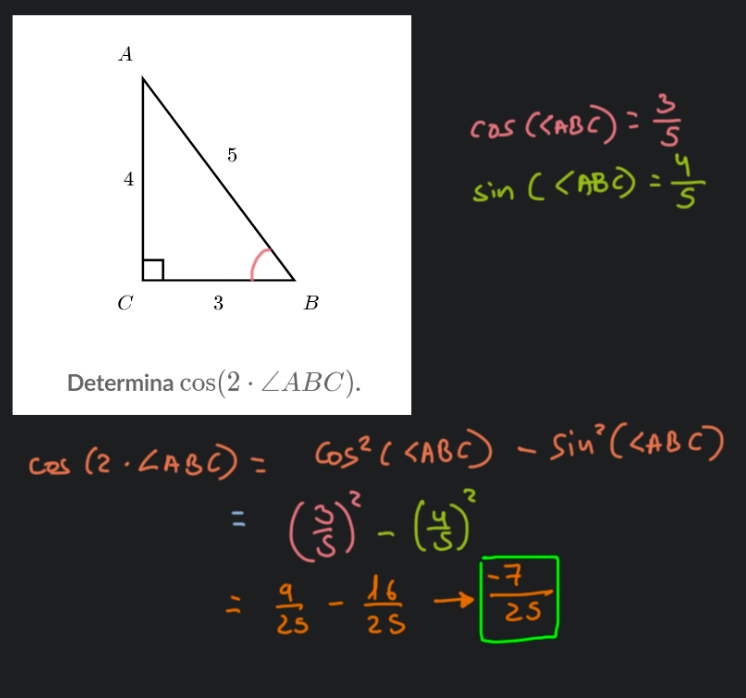 A
5
4
C 3 B
Determina cos(2 · ∠ABC).
cos (<ABC) = 3/5
sin (<ABC) = 4/5
cos (2 · ∠ABC) = cos² (<ABC) - sin² (<ABC)
= (3/5)² - (4/5)²
= 9/25 - 16/25 → -7/25